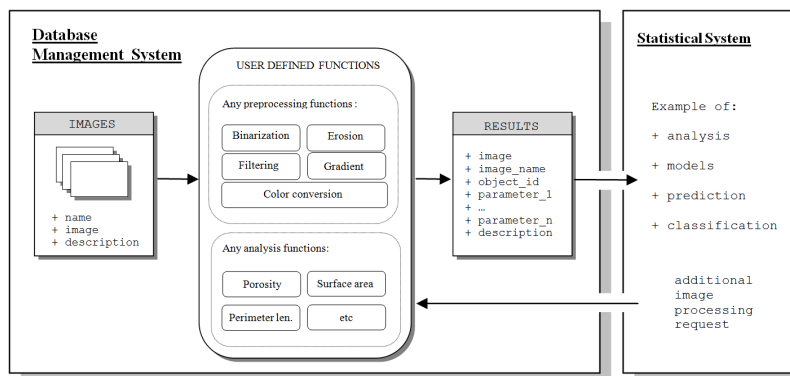 Database
Management System
IMAGES
+ name
+ image
+ description
USER DEFINED FUNCTIONS
Any preprocessing functions :
Binarization
Erosion
Filtering
Gradient
Color conversion
Any analysis functions:
Porosity
Surface area
Perimeter len.
etc
RESULTS
+ image
+ image_name
+ object_id
+ parameter_1
+ …
+ parameter_n
+ description
Statistical System
Example of:
+ analysis
+ models
+ prediction
+ classification
additional
image
processing
request